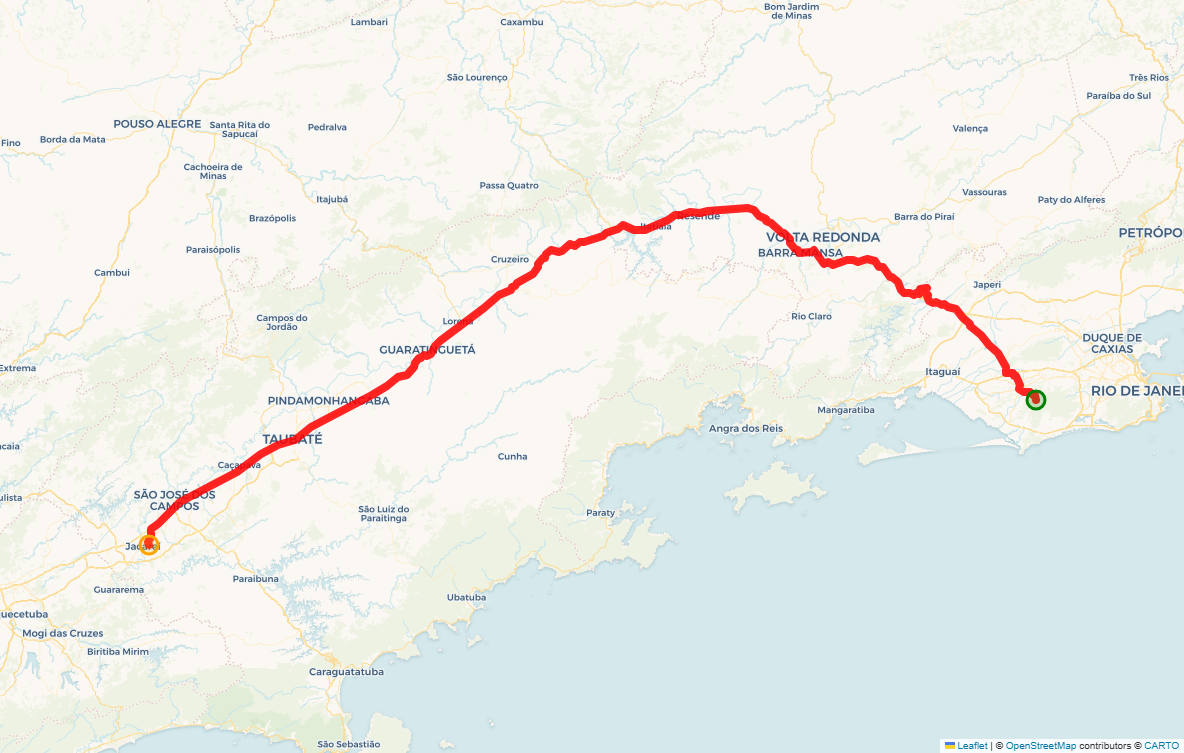 Bom Jardim
de Minas
Lambari
Caxambu
São Lourenço
Três Rios
Paraíba do Sul
POUSO ALEGRE
Santa Rita do
Sapucaí
Pedralva
Valença
Fino
Borda da Mata
Cachoeira de
Minas
Passa Quatro
Vassouras
Itajubá
Paty do Alferes
Brazópolis
Resende
Barra do Piraí
Itatiaia
PETRÓPO
VOLTA REDONDA
Paraisópolis
BARRA MANSA
Cruzeiro
Cambuí
Japeri
Campos do
Jordão
Lorena
Rio Claro
DUQUE DE
CAXIAS
GUARATINGUETÁ
Extrema
Itaguaí
RIO DE JANEI
PINDAMONHANGABA
Mangaratiba
Angra dos Reis
TAUBATÉ
caia
Cunha
Caçapava
SÃO JOSÉ DOS
CAMPOS
ulista
São Luiz do
Paraitinga
Paraty
Jacareí
Paraibuna
Guararema
Ubatuba
uecetuba
Mogi das Cruzes
Biritiba Mirim
Caraguatatuba
São Sebastião
Leaflet | © OpenStreetMap contributors © CARTO